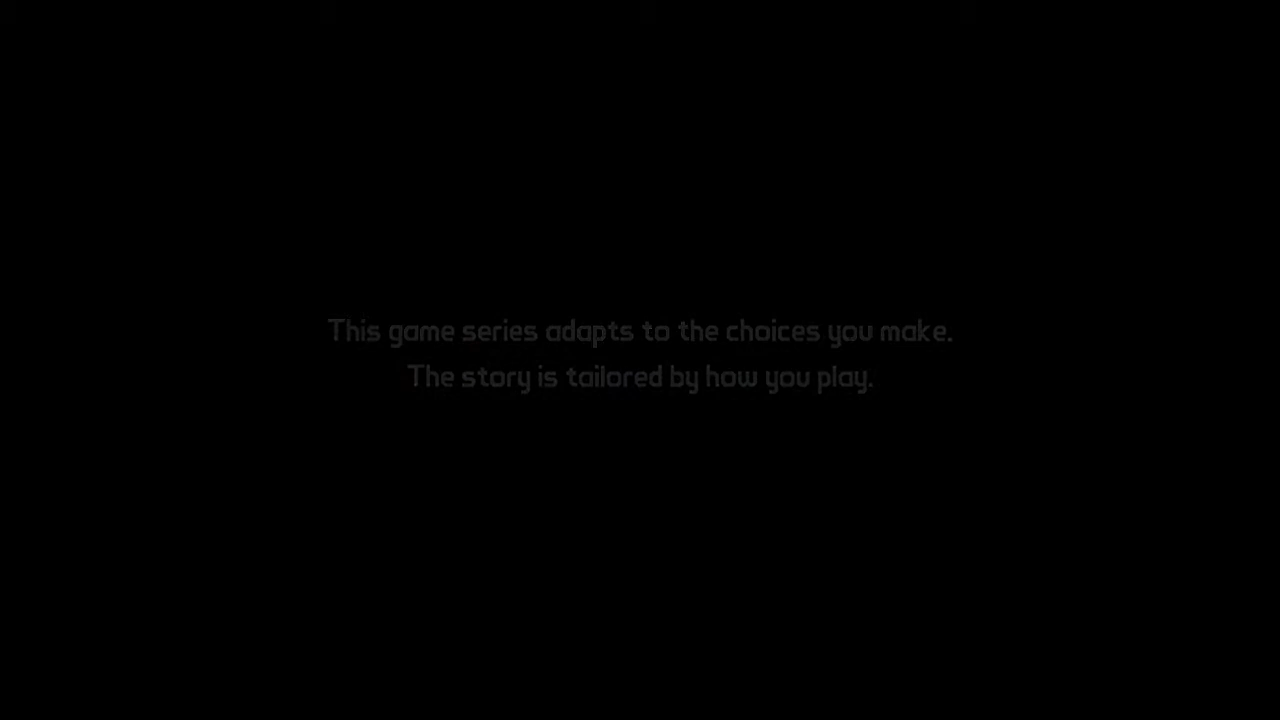 This game series adapts to the choices you make.
The story is tailored by how you play.